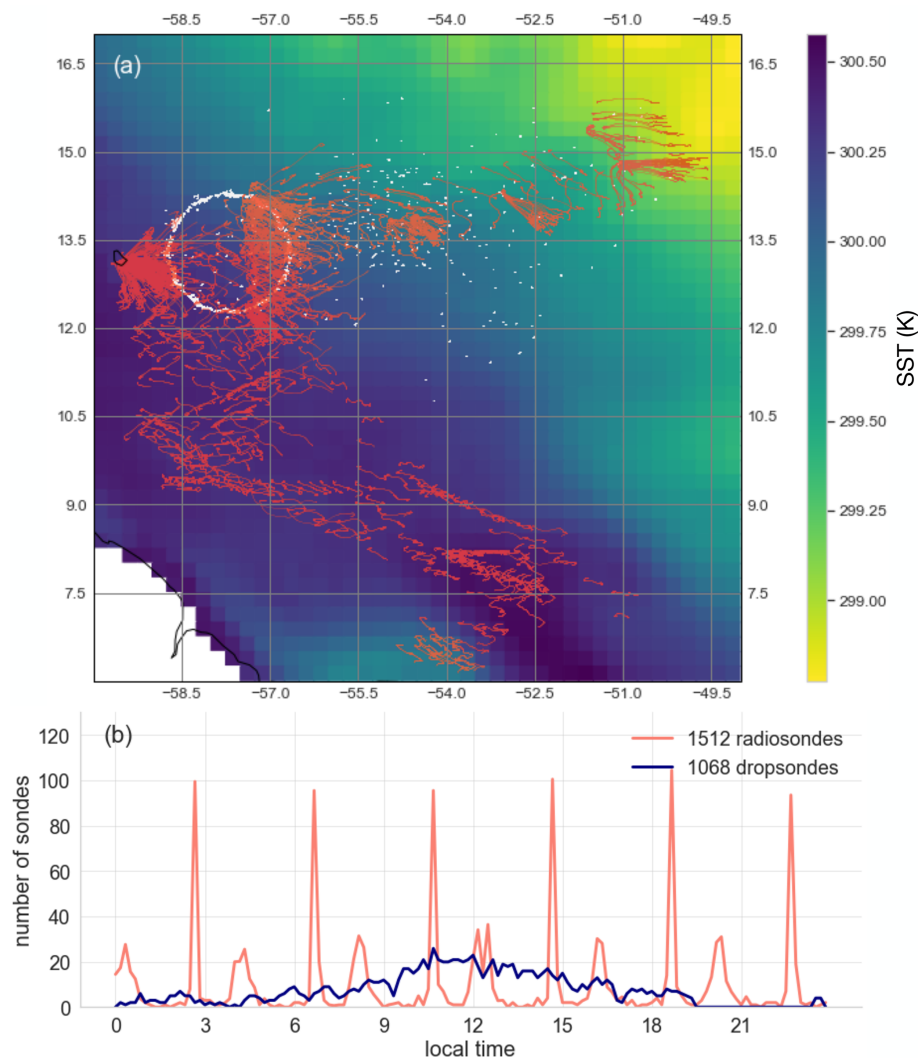 −58.5 −57.0 −55.5 −54.0 −52.5 −51.0 −49.5
(a)
16.5 16.5
15.0 15.0
13.5 13.5
12.0 12.0
10.5 10.5
9.0 9.0
7.5 7.5
−58.5 −57.0 −55.5 −54.0 −52.5 −51.0 −49.5
300.50
300.25
300.00
299.75
299.50
299.25
299.00
SST (K)
(b)
1512 radiosondes
1068 dropsondes
120
100
80
60
40
20
0
number of sondes
0 3 6 9 12 15 18 21
local time